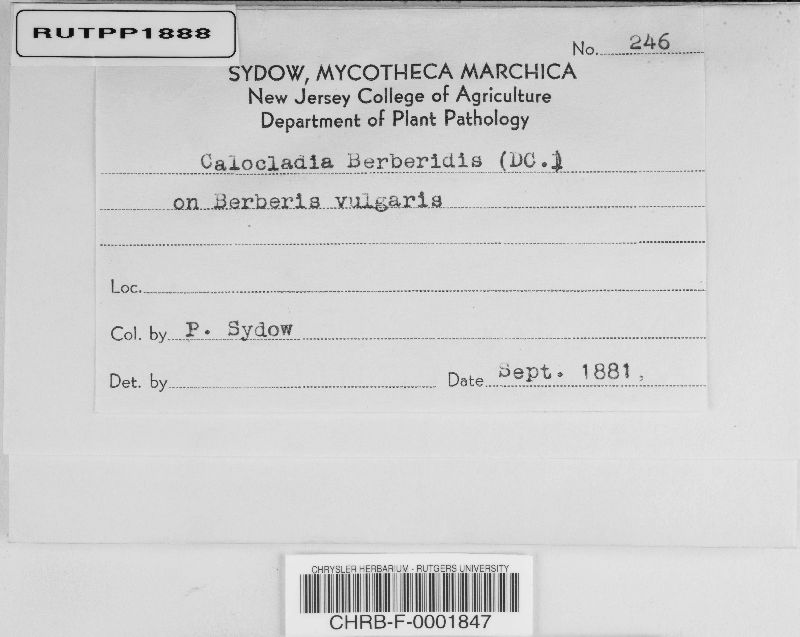 RUTPP1888
No. 246
SYDOW, MYCOTHECA MARCHICA
New Jersey College of Agriculture
Department of Plant Pathology
Calocladia Berberidis (DC.)
on Berberis vulgaris
Loc.
Col. by P. Sydow
Det. by Date Sept. 1881,
CHRYSLER HERBARIUM - RUTGERS UNIVERSITY
CHRB-F-0001847